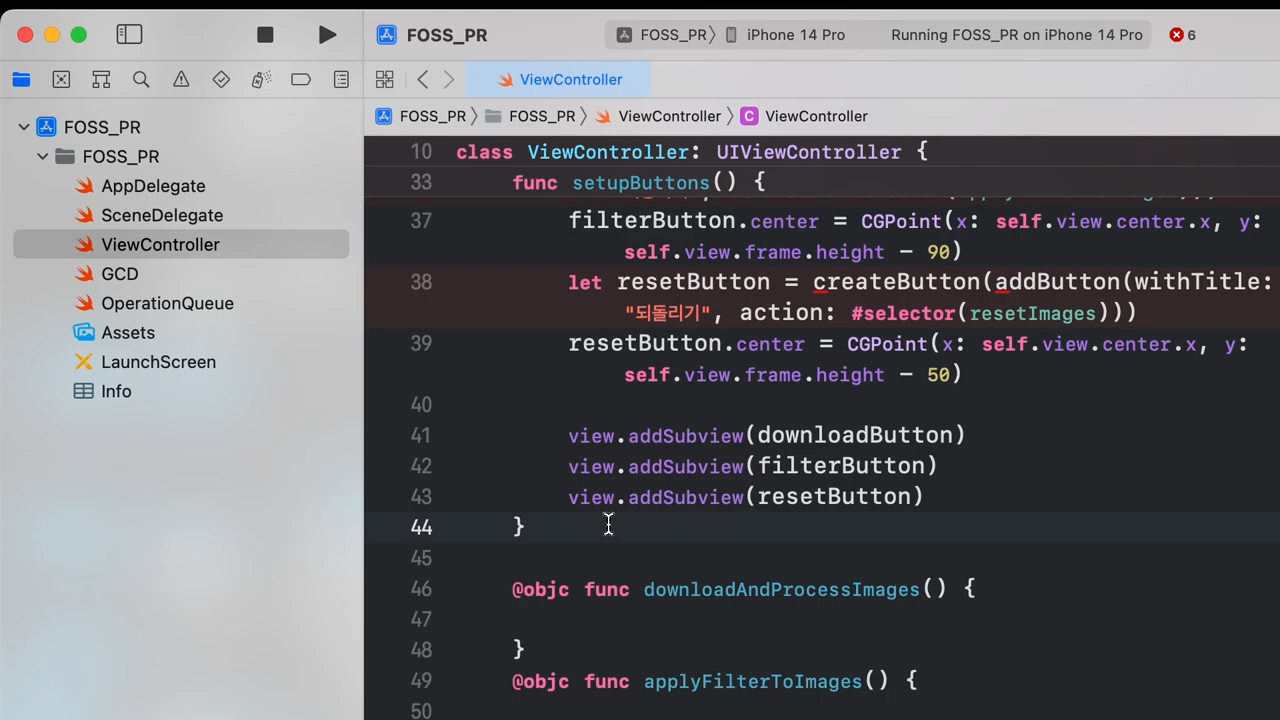 FOSS_PR
FOSS_PR〉 iPhone 14 Pro
Running FOSS_PR on iPhone 14 Pro
6
ViewController
FOSS_PR 〉 FOSS_PR 〉 ViewController 〉 C ViewController
FOSS_PR
FOSS_PR
AppDelegate
SceneDelegate
ViewController
GCD
OperationQueue
Assets
LaunchScreen
Info
10 class ViewController: UIViewController {
33 func setupButtons() {
37 filterButton.center = CGPoint(x: self.view.center.x, y:
self.view.frame.height - 90)
38 let resetButton = createButton(addButton(withTitle:
"되돌리기", action: #selector(resetImages)))
39 resetButton.center = CGPoint(x: self.view.center.x, y:
self.view.frame.height - 50)
40
41 view.addSubview(downloadButton)
42 view.addSubview(filterButton)
43 view.addSubview(resetButton)
44 }
45
46 @objc func downloadAndProcessImages() {
47
48 }
49 @objc func applyFilterToImages() {
50